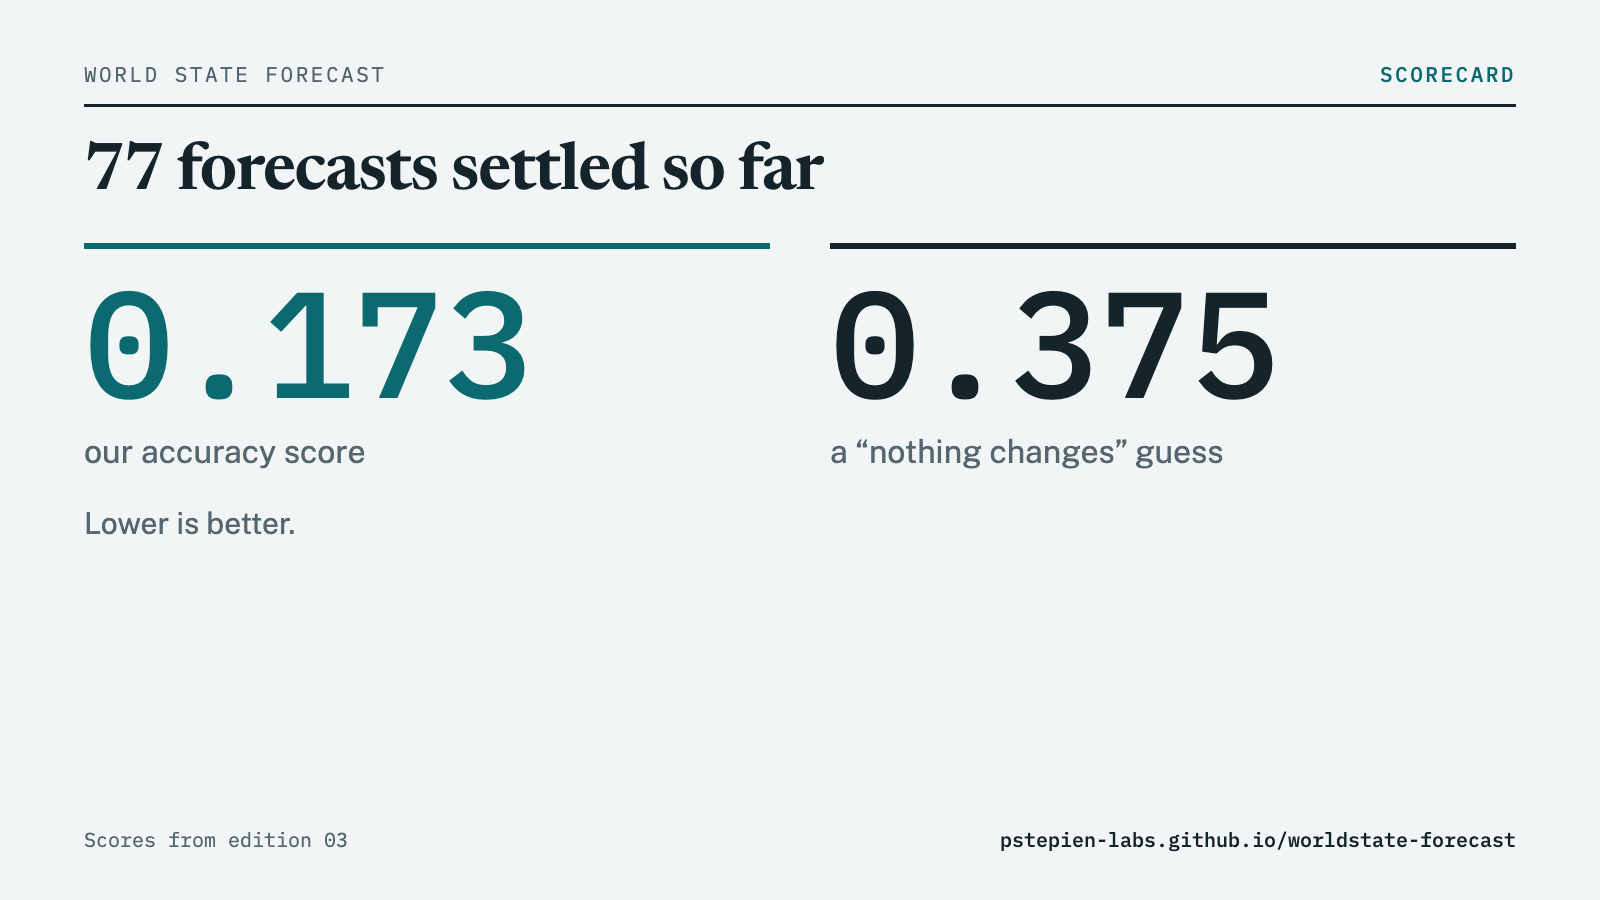 WORLD STATE FORECAST
SCORECARD
77 forecasts settled so far
0.173
our accuracy score
Lower is better.
0.375
a “nothing changes” guess
Scores from edition 03
pstepien-labs.github.io/worldstate-forecast